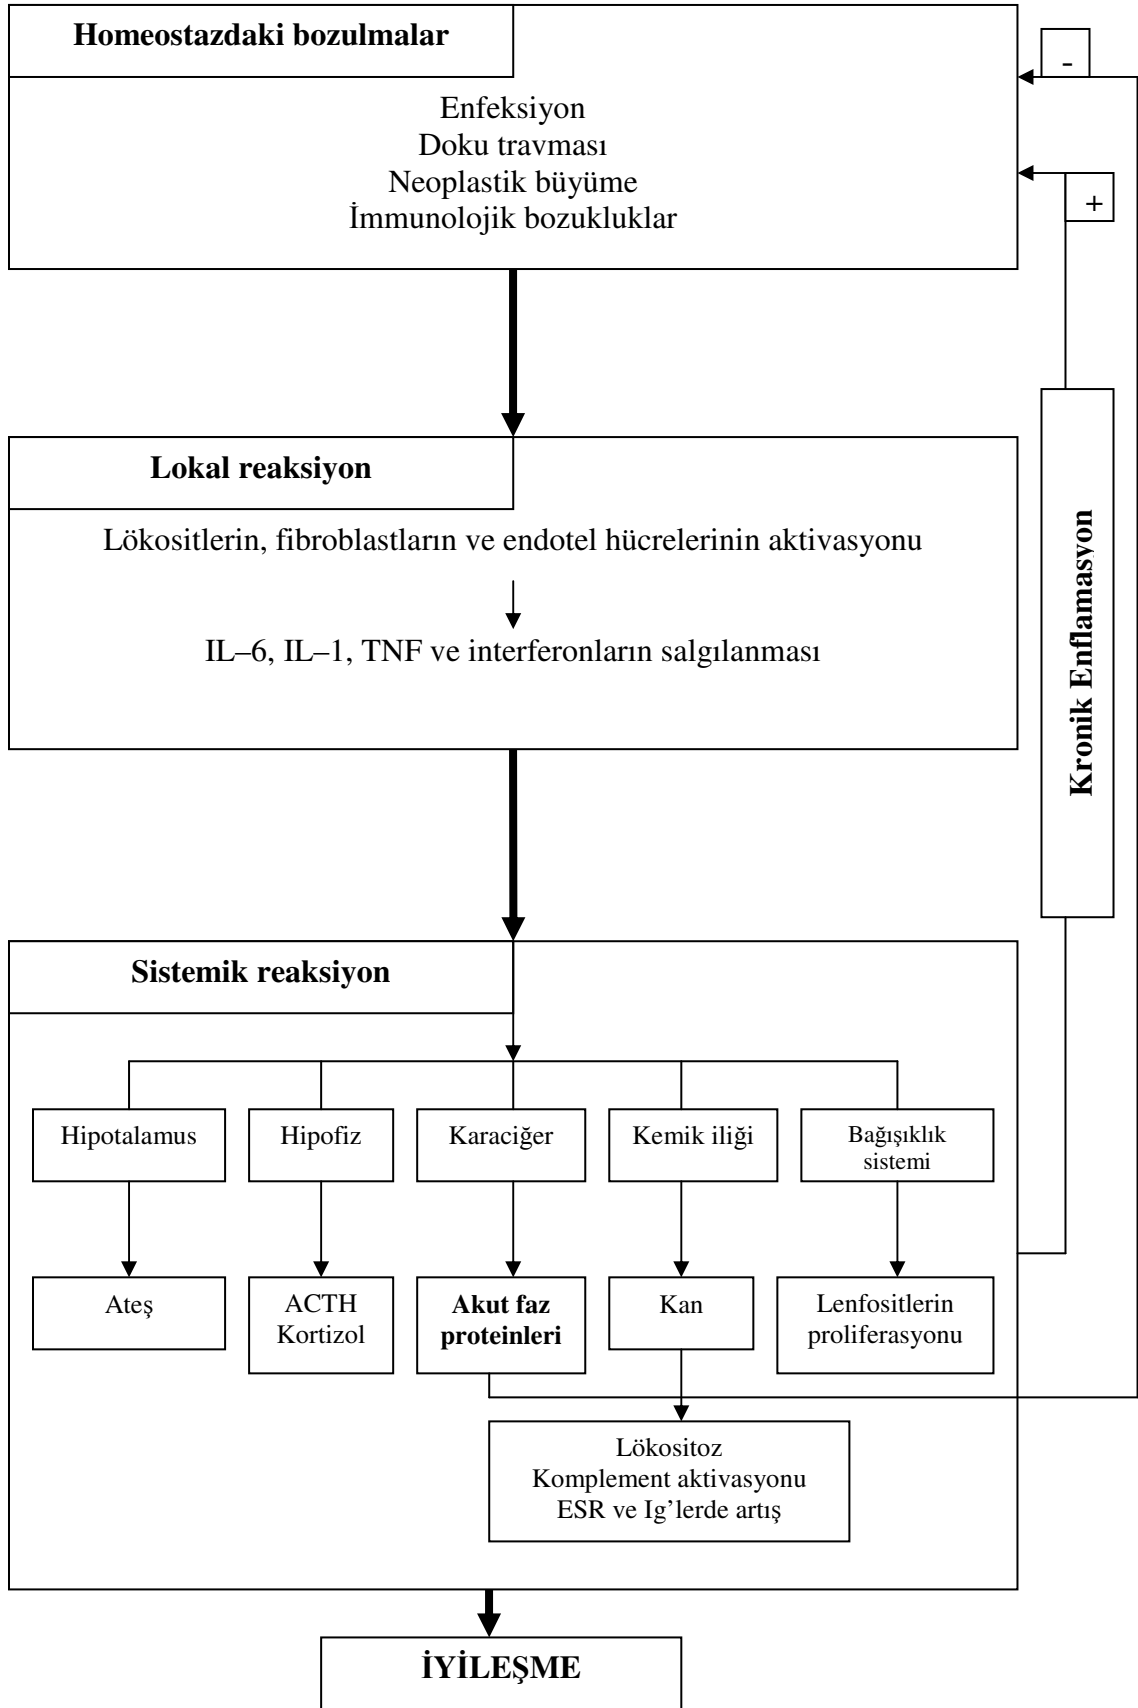 Homeostazdaki bozulmalar
-
Enfeksiyon
Doku travması
Neoplastik büyüme
İmmunolojik bozukluklar
+
Lokal reaksiyon
Lökositlerin, fibroblastların ve endotel hücrelerinin aktivasyonu
IL–6, IL–1, TNF ve interferonların salgılanması
Kronik Enflamasyon
Sistemik reaksiyon
Hipotalamus
Hipofiz
Karaciğer
Kemik iliği
Bağışıklık
sistemi
Ateş
ACTH
Kortizol
Akut faz
proteinleri
Kan
Lenfositlerin
proliferasyonu
Lökositoz
Komplement aktivasyonu
ESR ve Ig’lerde artış
İYİLEŞME